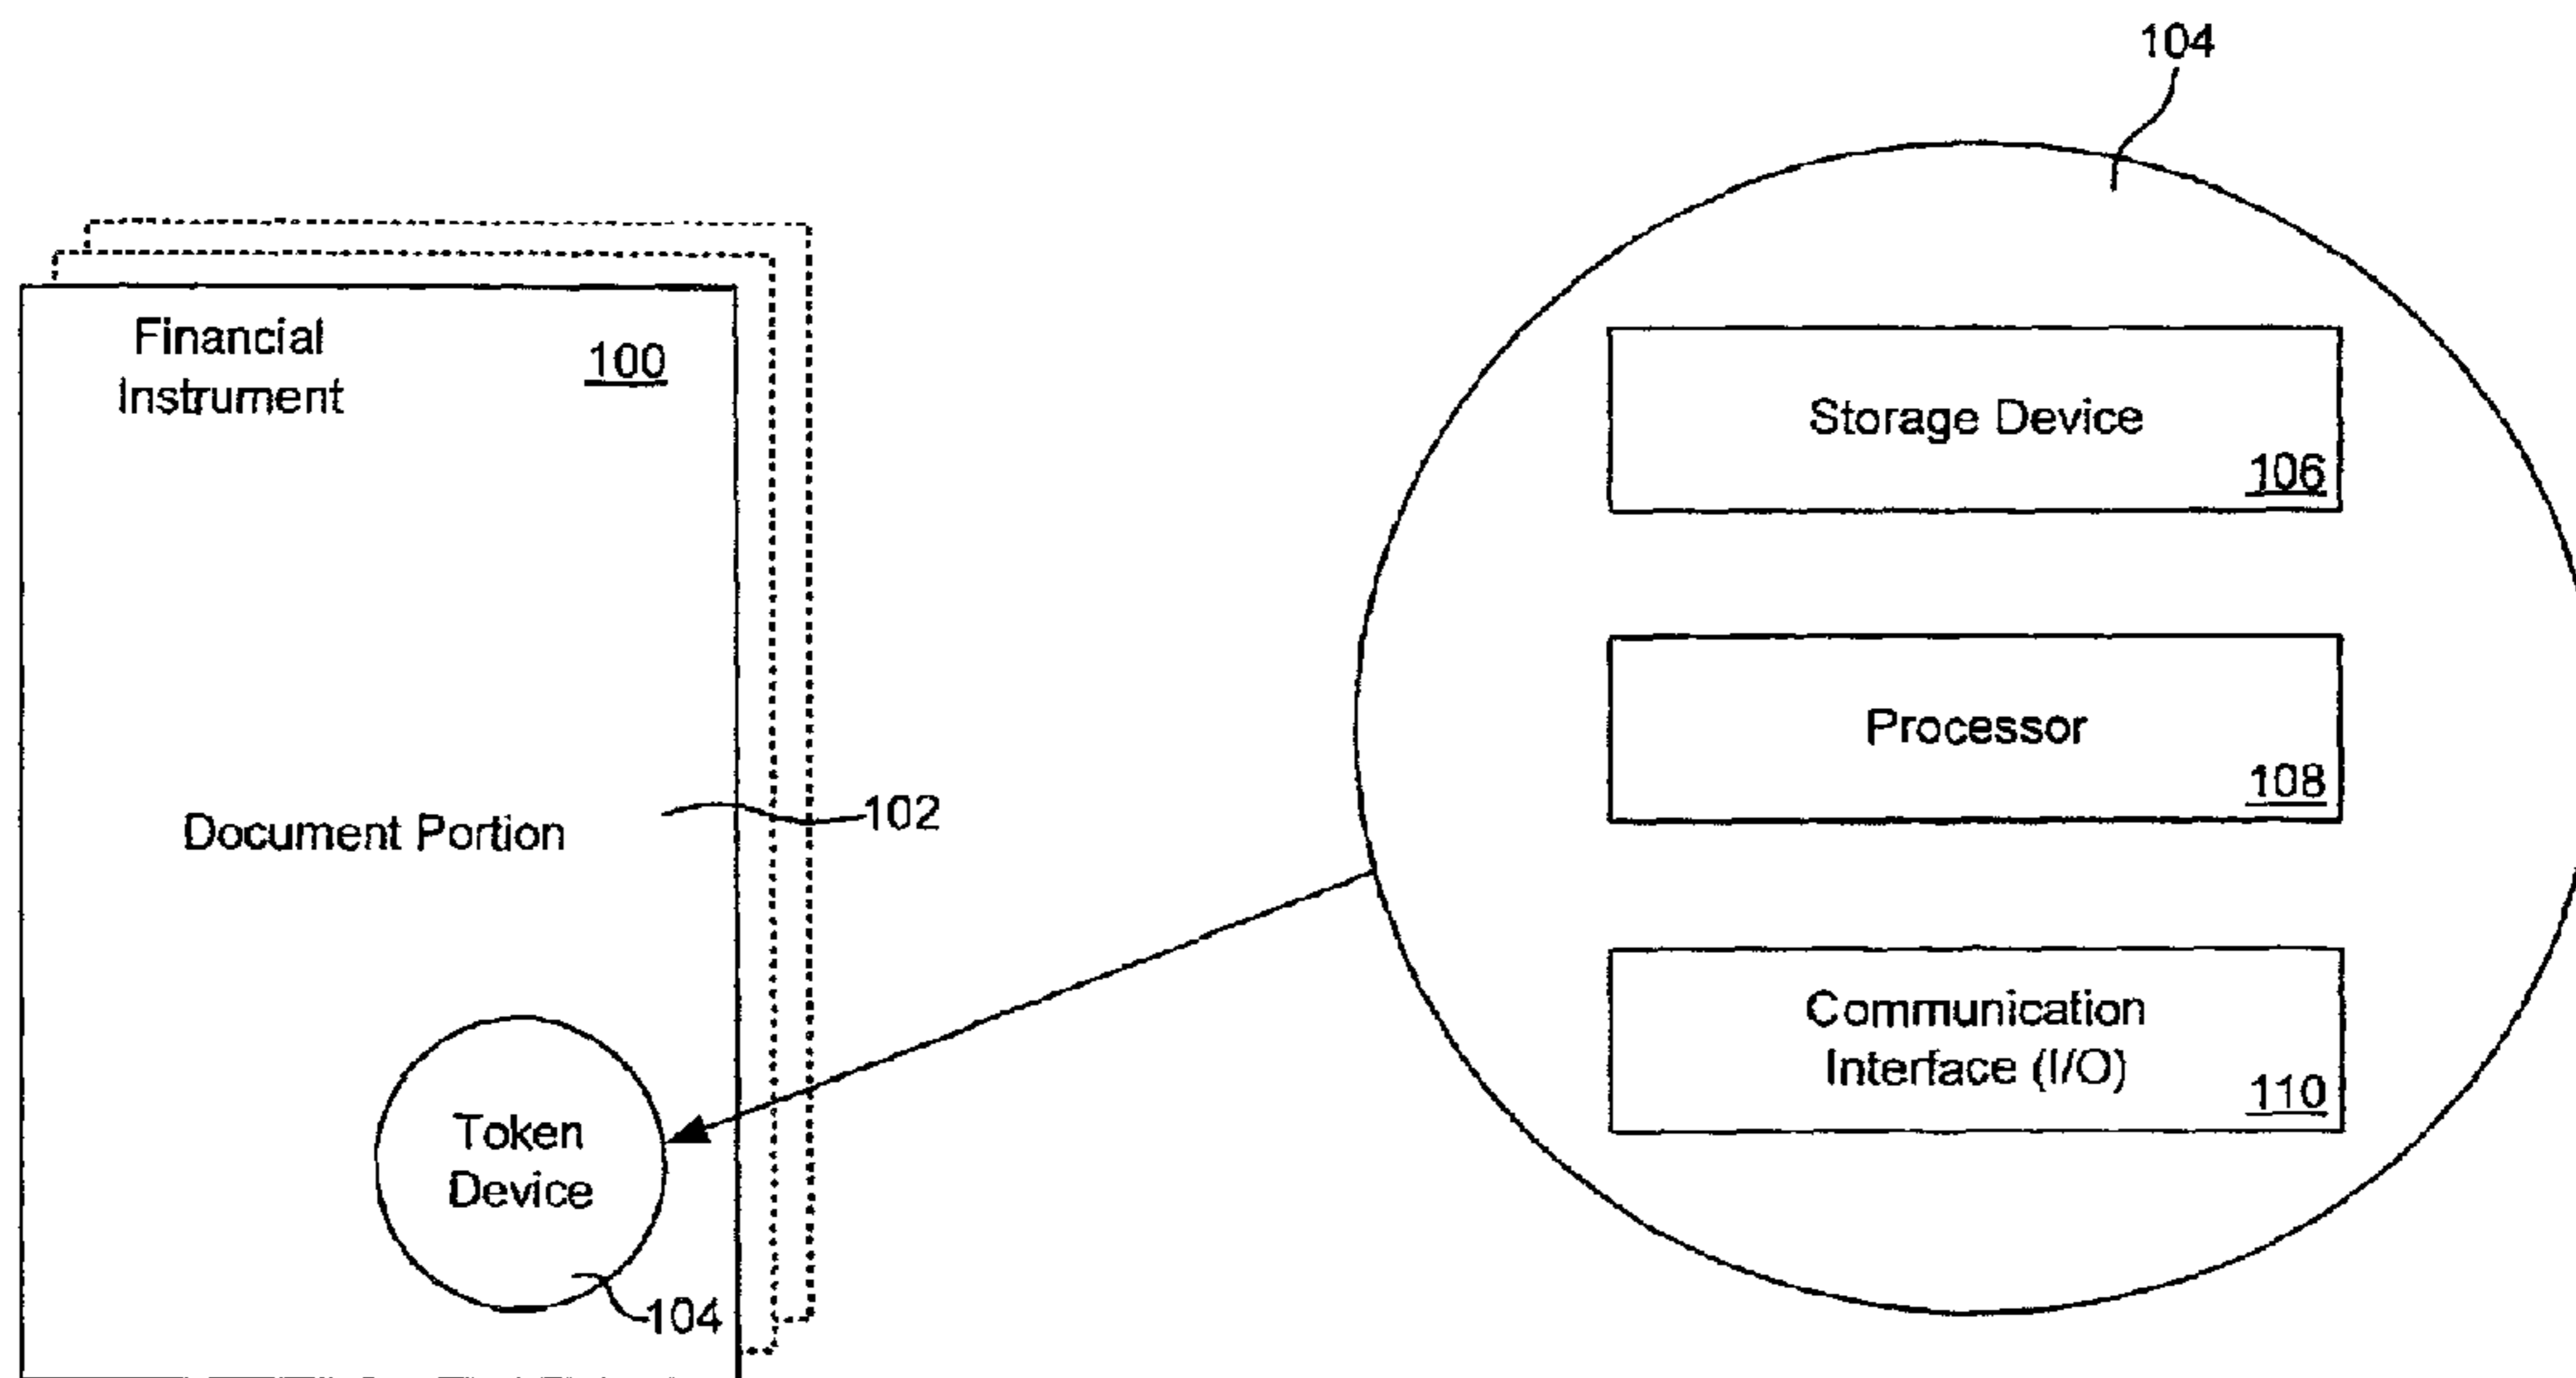 104
Financial
Instrument
100
Storage Device
106
Processor
108
Document Portion
102
Communication
Interface (I/O)
110
Token
Device
104